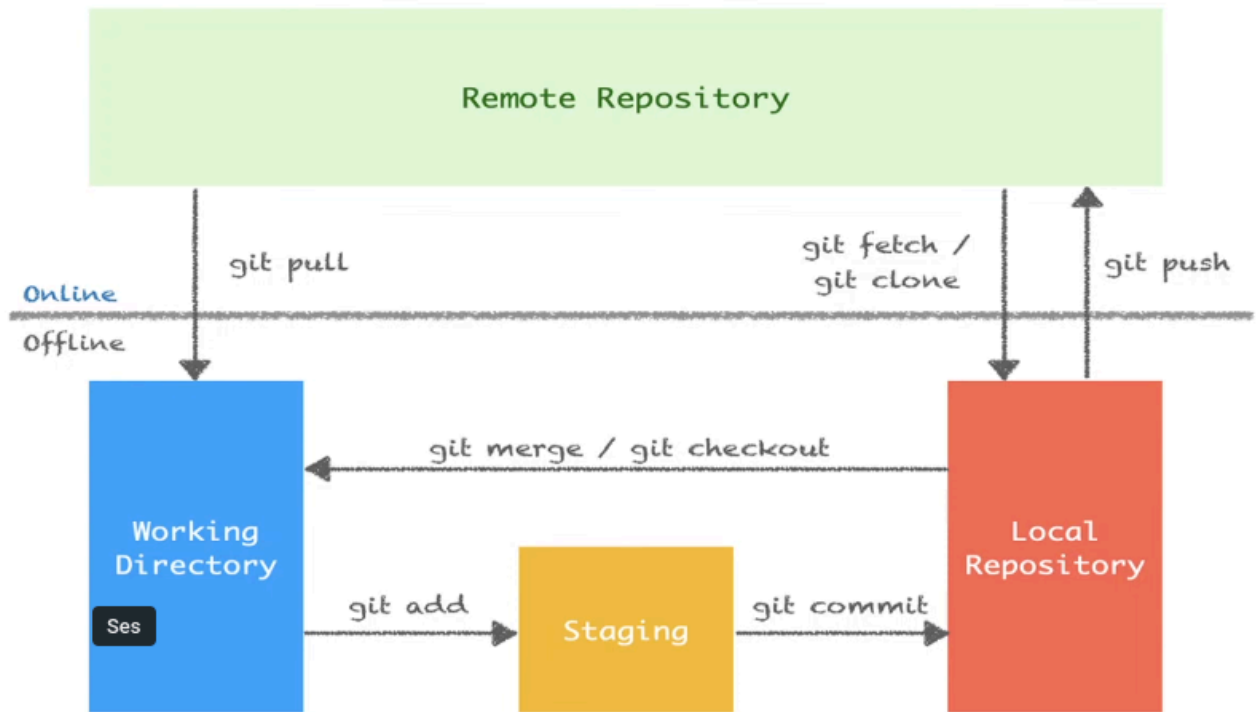 Remote Repository
git pull
git fetch /
git clone
git push
Online
Offline
git merge / git checkout
Working
Directory
Local
Repository
git add
Staging
git commit
Ses